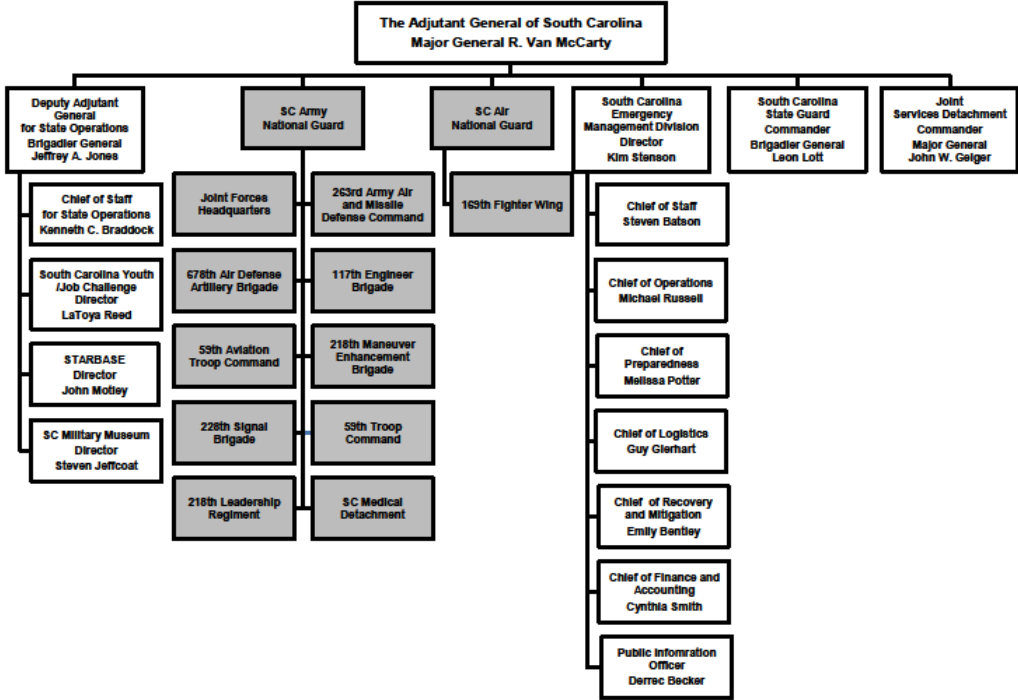 The Adjutant General of South Carolina
Major General R. Van McCarty
Deputy Adjutant
General
for State Operations
Brigadier General
Jeffrey A. Jones
SC Army
National Guard
SC Air
National Guard
South Carolina
Emergency
Management Division
Director
Kim Stenson
South Carolina
State Guard
Commander
Brigadier General
Leon Lott
Joint
Services Detachment
Commander
Major General
John W. Geiger
Chief of Staff
for State Operations
Kenneth C. Braddock
South Carolina Youth
/Job Challenge
Director
LaToya Reed
STARBASE
Director
John Motley
SC Military Museum
Director
Steven Jeffcoat
Joint Forces
Headquarters
263rd Army Air
and Missile
Defense Command
678th Air Defense
Artillery Brigade
117th Engineer
Brigade
59th Aviation
Troop Command
218th Maneuver
Enhancement
Brigade
228th Signal
Brigade
59th Troop
Command
218th Leadership
Regiment
SC Medical
Detachment
169th Fighter Wing
Chief of Staff
Steven Batson
Chief of Operations
Michael Russell
Chief of
Preparedness
Melissa Potter
Chief of Logistics
Guy Gierhart
Chief of Recovery
and Mitigation
Emily Bentley
Chief of Finance and
Accounting
Cynthia Smith
Public Infomration
Officer
Derrec Becker